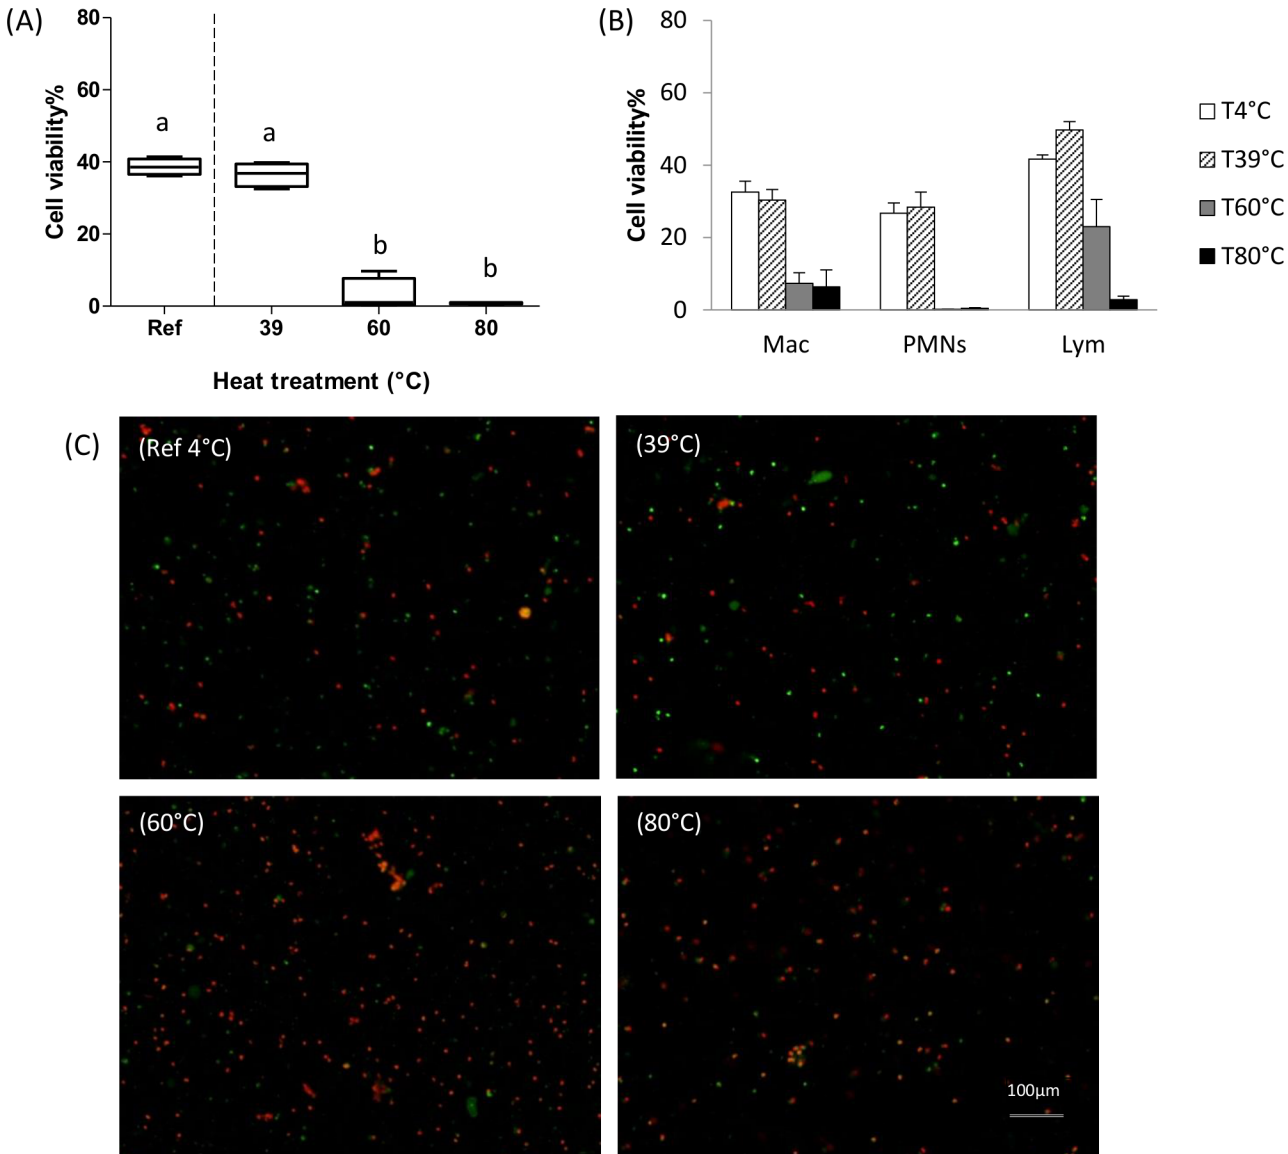 (A)
80
60
40
20
0
Cell viability%
a
a
b
b
Ref 39 60 80
Heat treatment (°C)
(B)
80
60
40
20
0
Cell viability%
Mac PMNs Lym
T4°C
T39°C
T60°C
T80°C
(C)
(Ref 4°C)
(39°C)
(60°C)
(80°C)
100µm